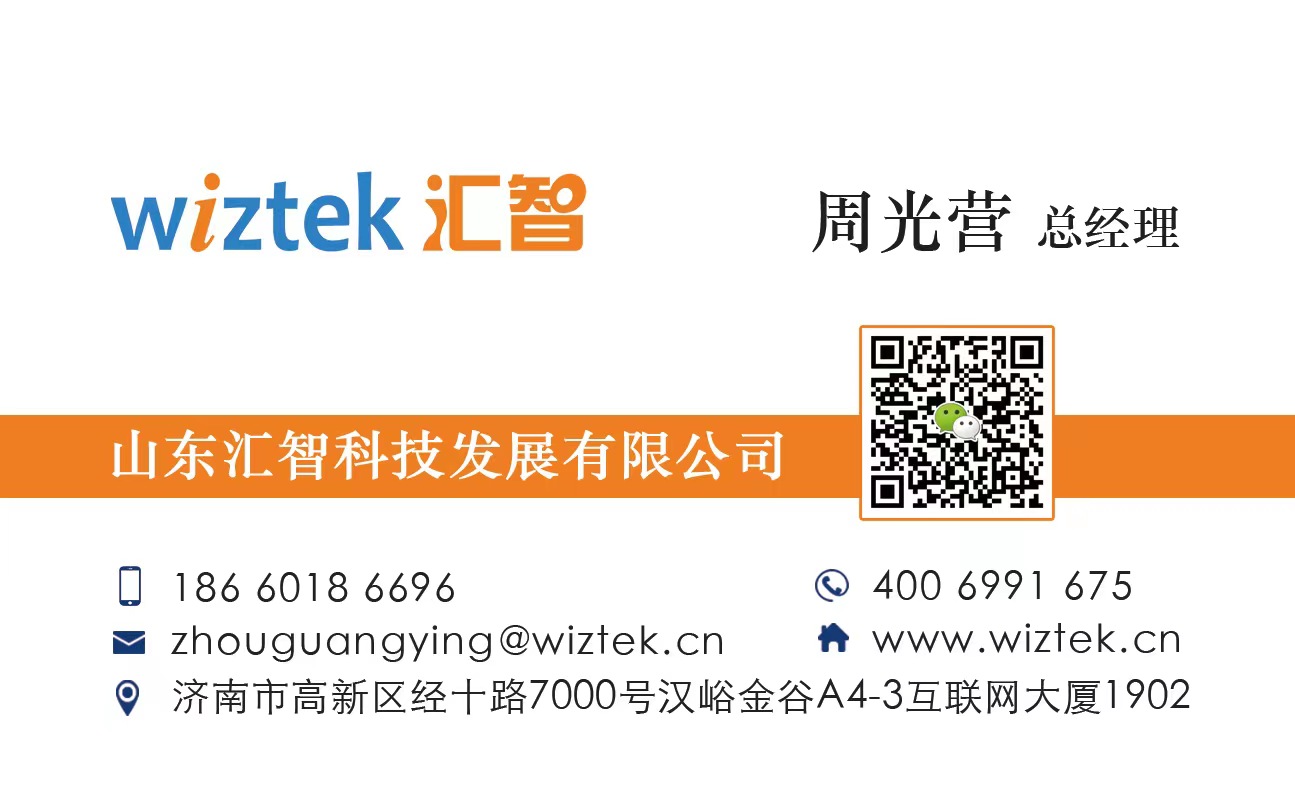 wiztek 汇智
周光营 总经理
山东汇智科技发展有限公司
186 6018 6696
400 6991 675
zhouguangying@wiztek.cn
www.wiztek.cn
济南市高新区经十路7000号汉峪金谷A4-3互联网大厦1902